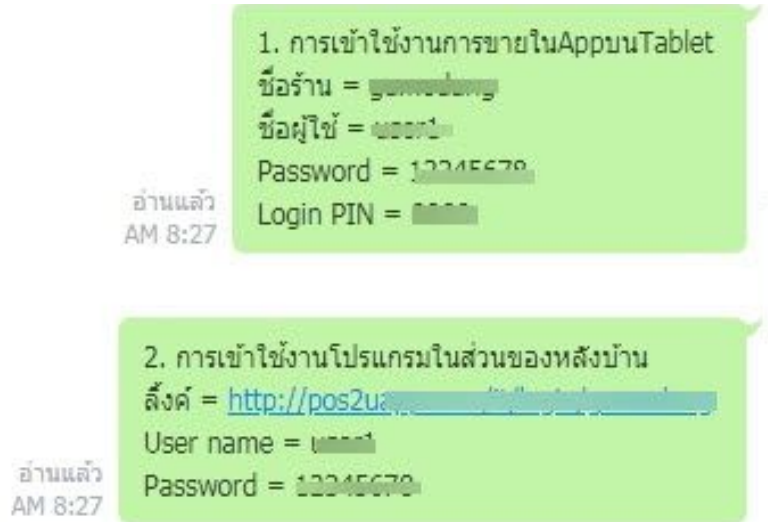 1. การเข้าใช้งานการขายในAppบนTablet
ชื่อร้าน =
ชื่อผู้ใช้ =
Password =
Login PIN =
อ่านแล้ว
AM 8:27
2. การเข้าใช้งานโปรแกรมในส่วนของหลังบ้าน
ลิ้งค์ = http://pos2u
User name =
Password =
อ่านแล้ว
AM 8:27